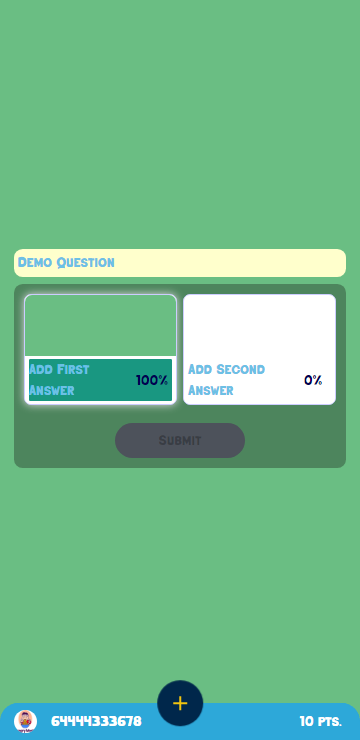 Demo Question
Add First
Answer
100%
Add Second
Answer
0%
Submit
+
64444333678
10 pts.